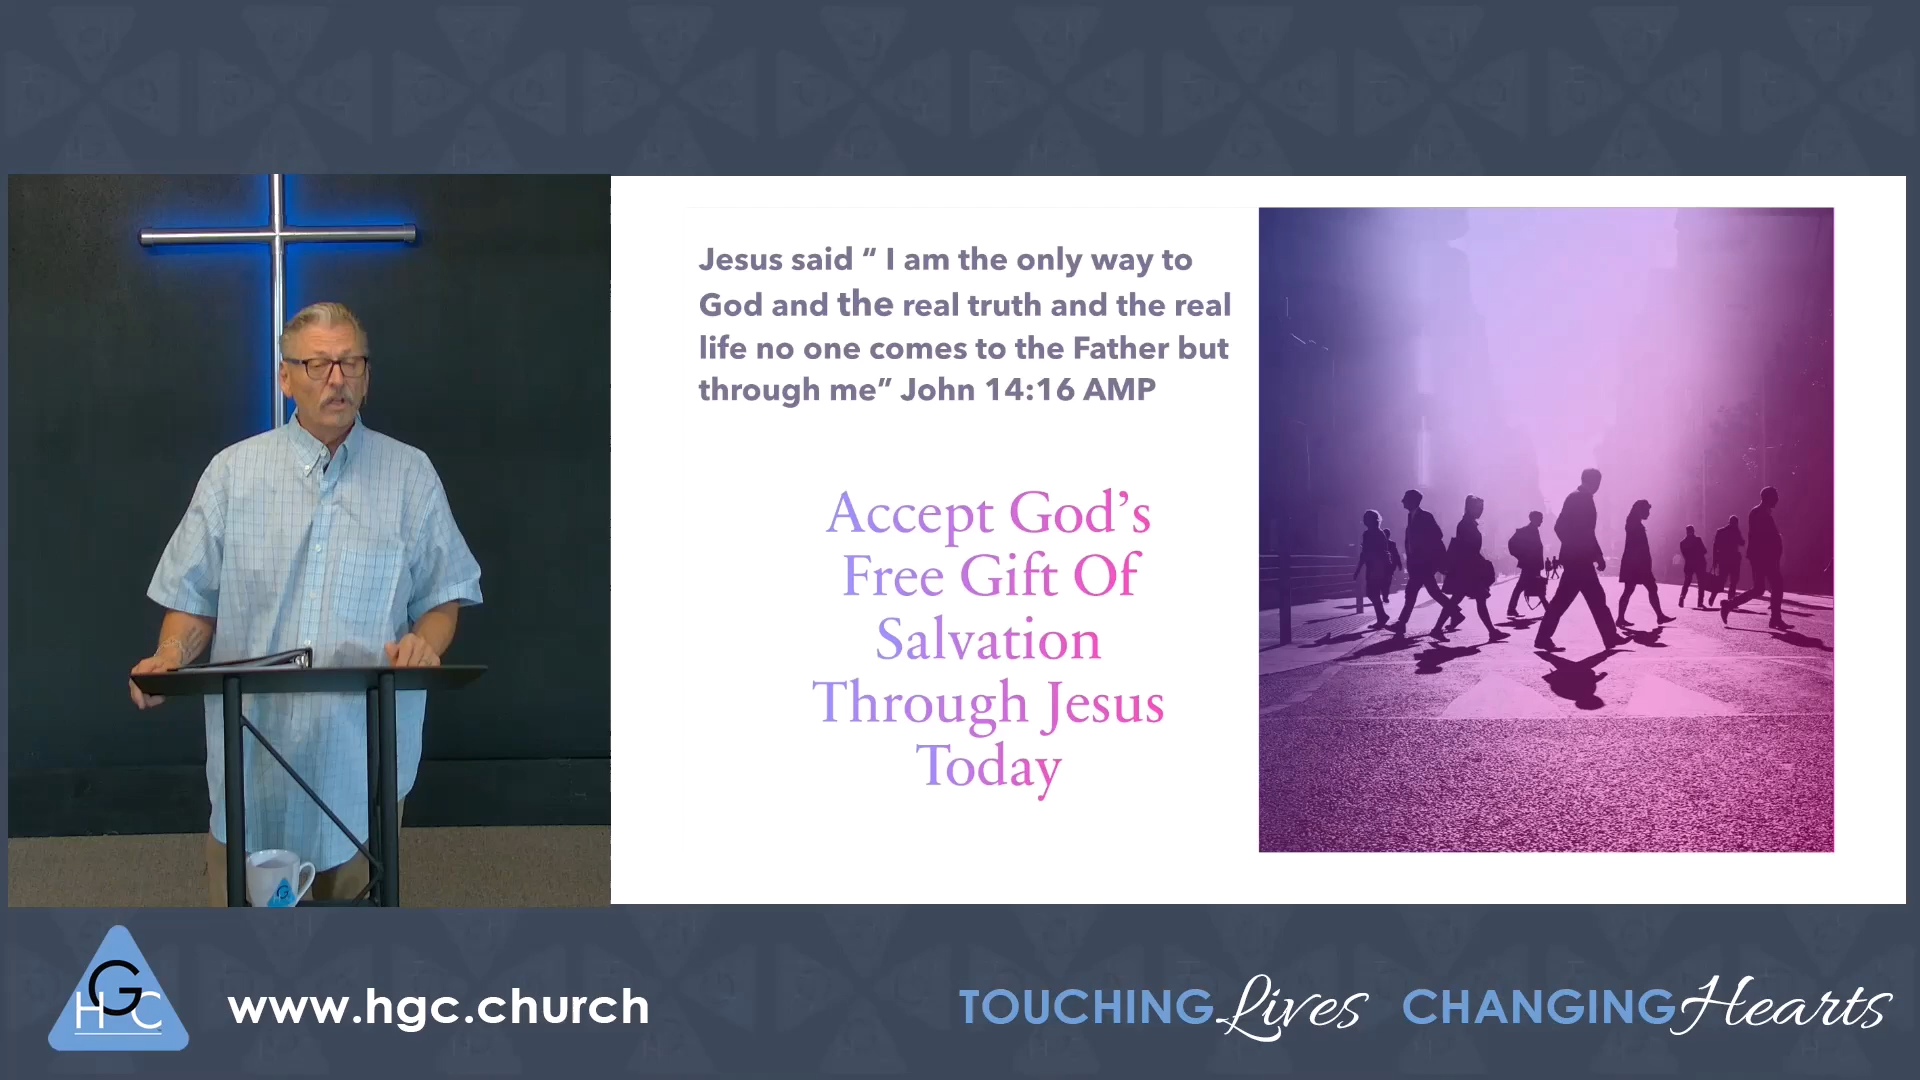 Jesus said “ I am the only way to
God and the real truth and the real
life no one comes to the Father but
through me” John 14:16 AMP
Accept God’s
Free Gift Of
Salvation
Through Jesus
Today
HGC
www.hgc.church
TOUCHING Lives CHANGING Hearts